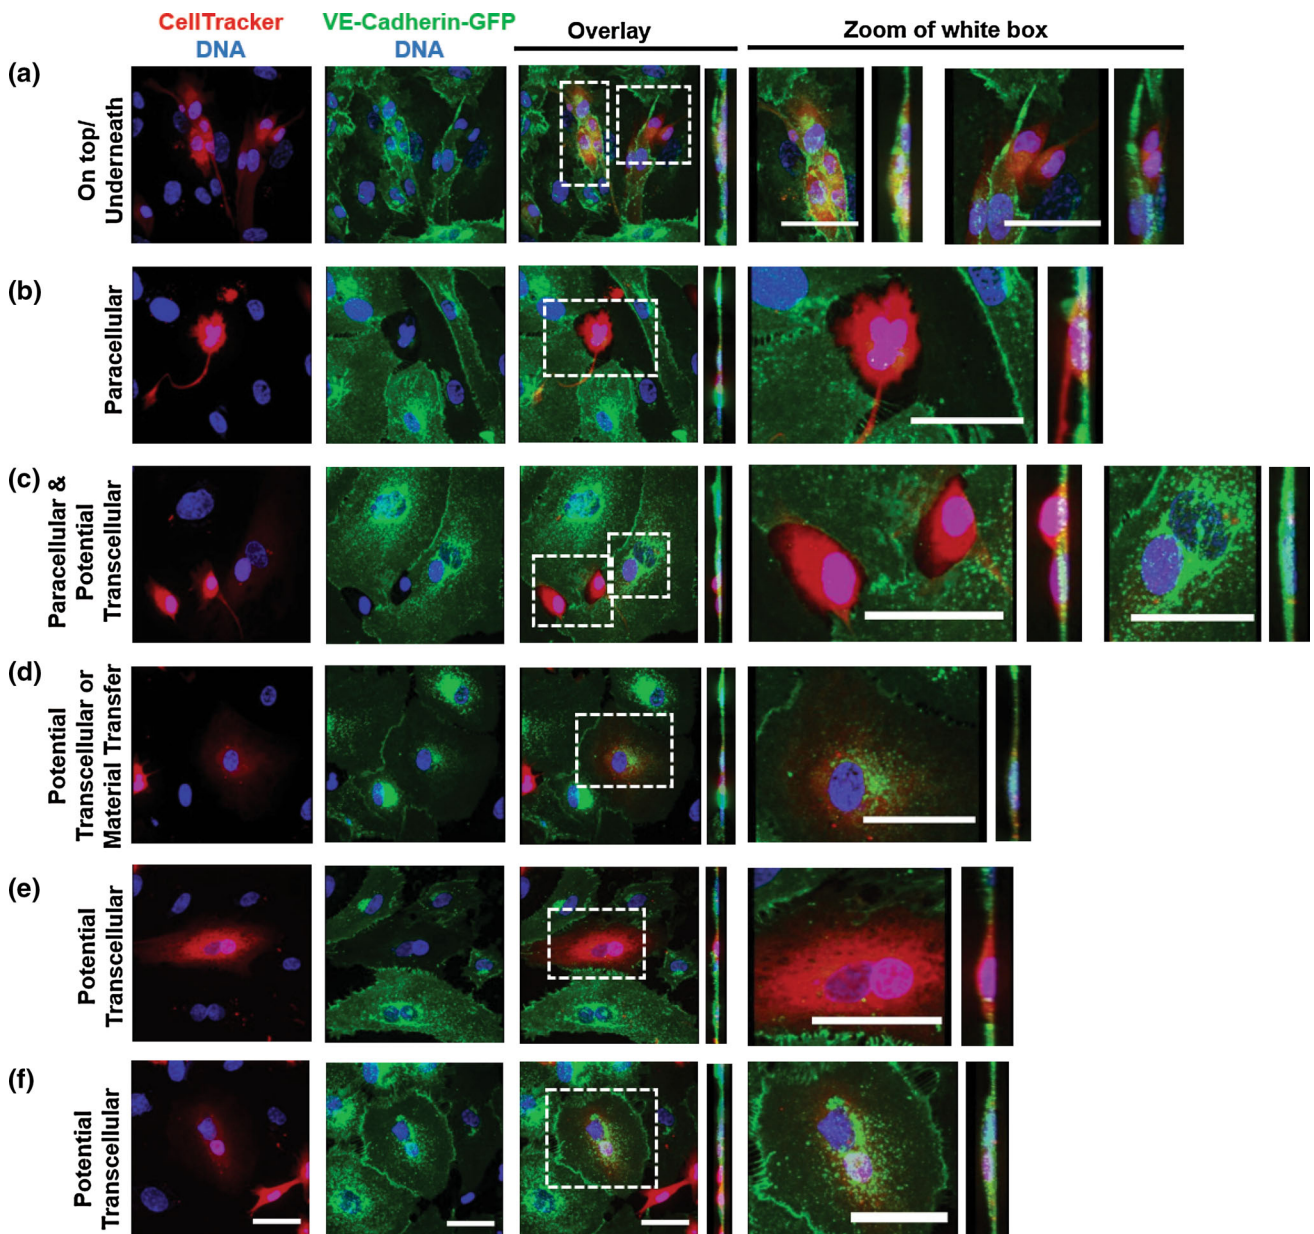 CellTracker
DNA
VE-Cadherin-GFP
DNA
Overlay
Zoom of white box
(a)
On top/
Underneath
(b)
Paracellular
(c)
Paracellular &
Potential
Transcellular
(d)
Potential
Transcellular or
Material Transfer
(e)
Potential
Transcellular
(f)
Potential
Transcellular